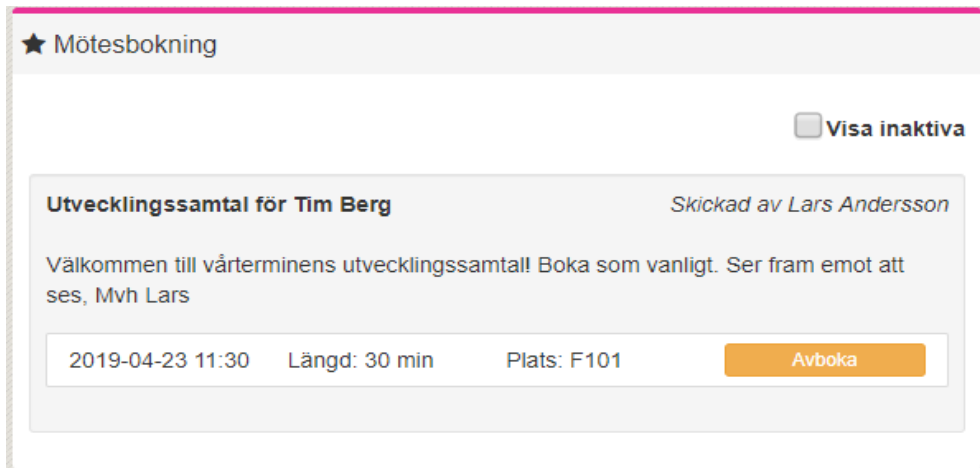 Mötesbokning
Visa inaktiva
Utvecklingssamtal för Tim Berg Skickad av Lars Andersson
Välkommen till vårterminens utvecklingssamtal! Boka som vanligt. Ser fram emot att
ses, Mvh Lars
2019-04-23 11:30 Längd: 30 min Plats: F101 Avboka